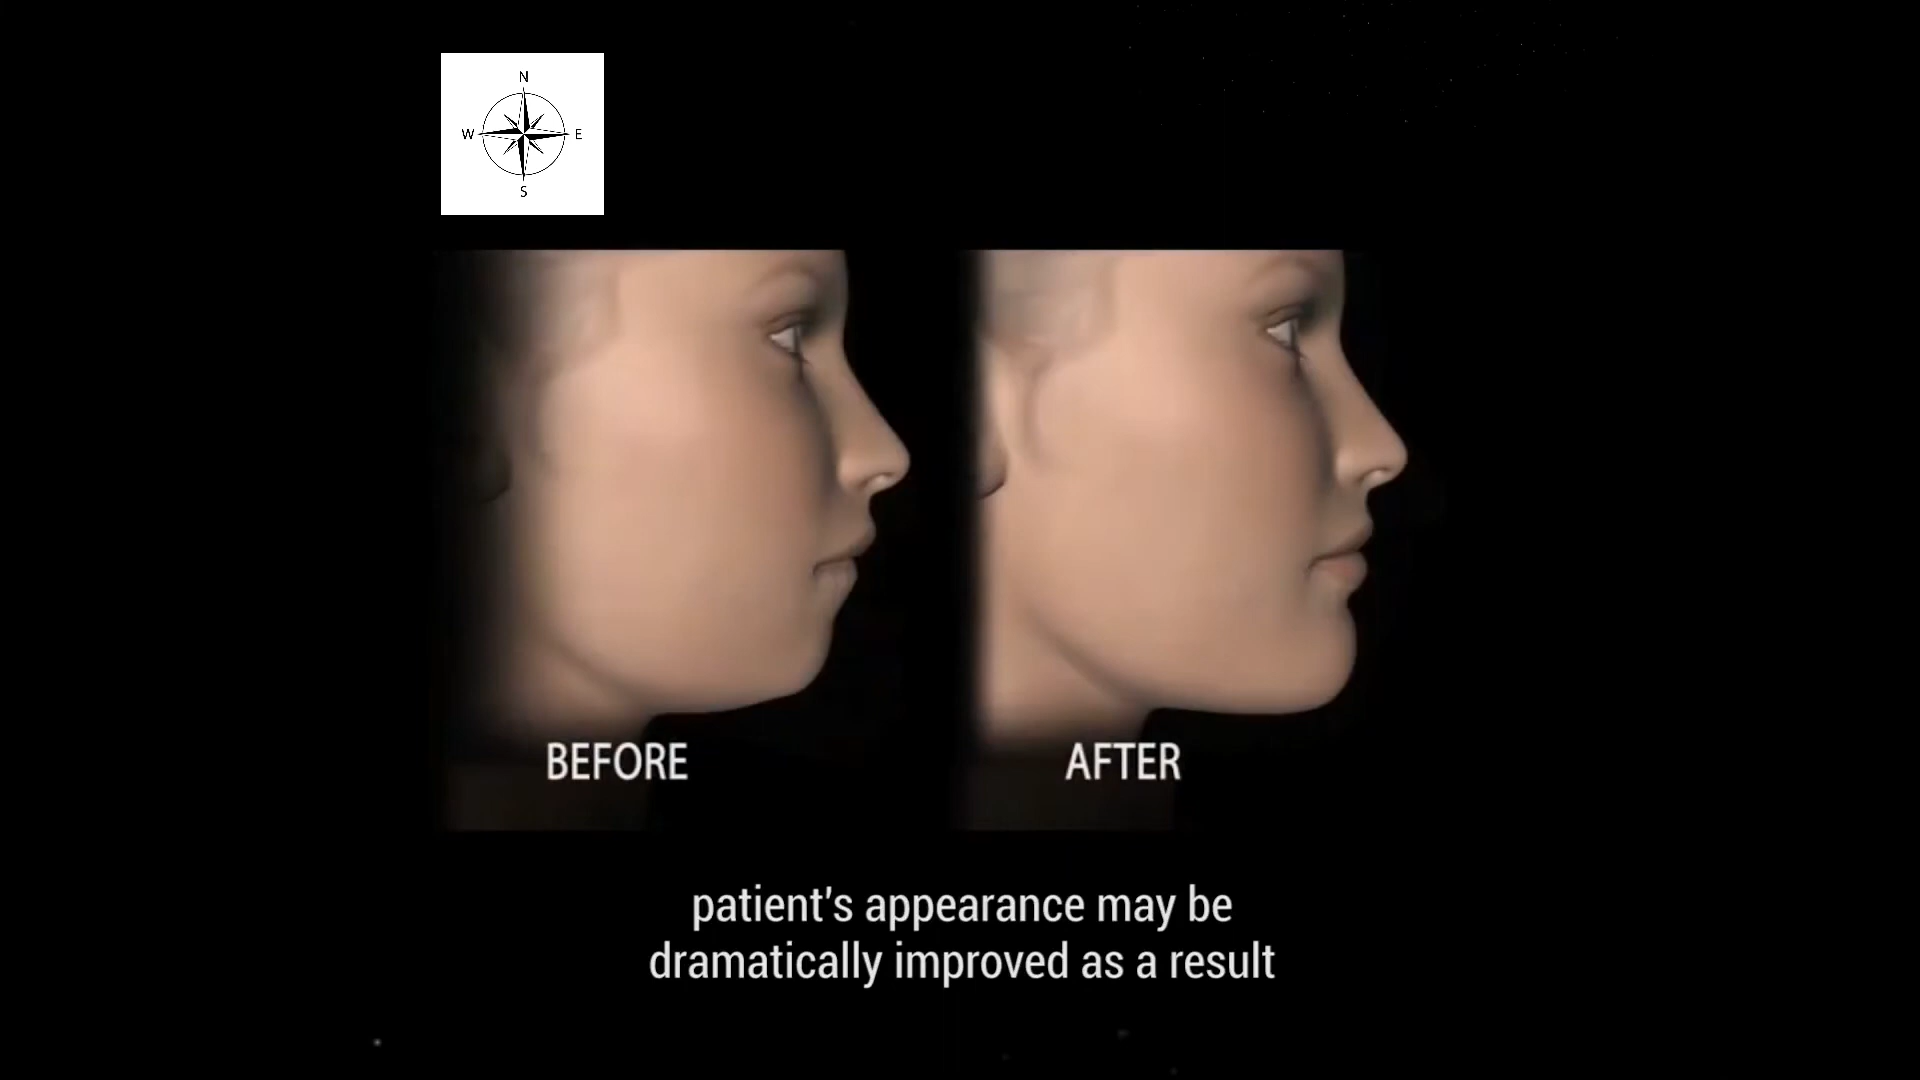 N
W E
S
BEFORE AFTER
patient's appearance may be
dramatically improved as a result